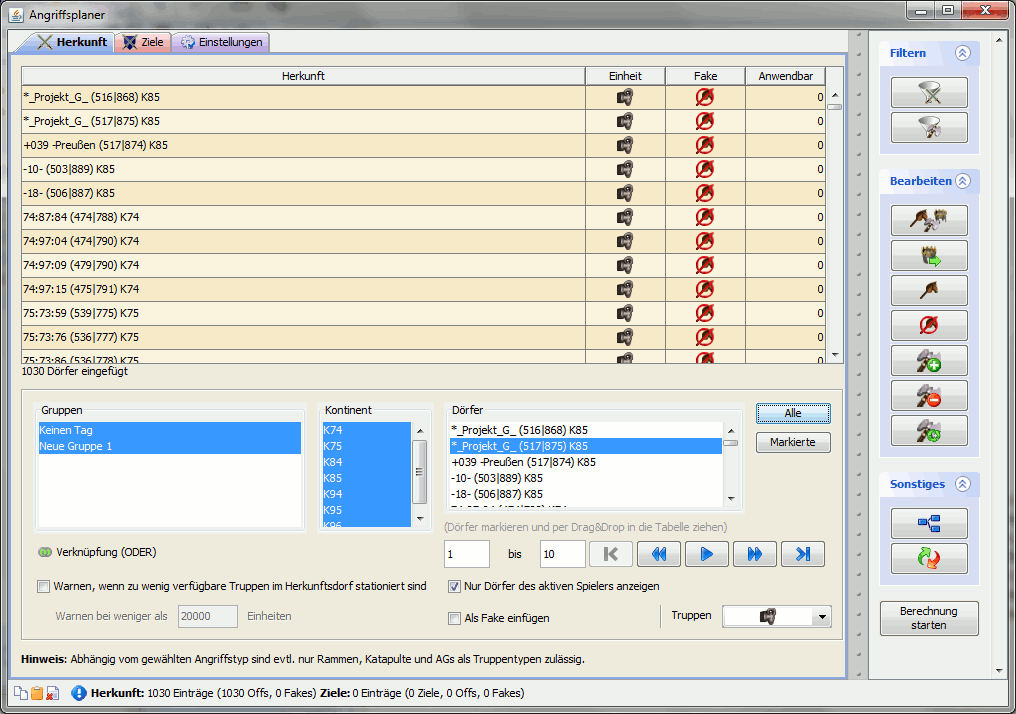 Angriffsplaner
Herkunft Ziele Einstellungen
Herkunft Einheit Fake Anwendbar
*_Projekt_G_ (516|868) K85 0
*_Projekt_G_ (517|875) K85 0
+039 -Preußen (517|874) K85 0
-10- (503|889) K85 0
-18- (506|887) K85 0
74:87:84 (474|788) K74 0
74:97:04 (474|790) K74 0
74:97:09 (479|790) K74 0
74:97:15 (475|791) K74 0
75:73:59 (539|775) K75 0
75:73:76 (536|777) K75 0
75:73:86 (536|778) K75
1030 Dörfer eingefügt
Gruppen
Keinen Tag
Neue Gruppe 1
Kontinent
K74
K75
K84
K85
K94
K95
K96
Dörfer
*_Projekt_G_ (516|868) K85
*_Projekt_G_ (517|875) K85
+039 -Preußen (517|874) K85
-10- (503|889) K85
-18- (506|887) K85
Alle
Markierte
(Dörfer markieren und per Drag&Drop in die Tabelle ziehen)
1 bis 10
Verknüpfung (ODER)
Warnen, wenn zu wenig verfügbare Truppen im Herkunftsdorf stationiert sind
Warnen bei weniger als 20000 Einheiten
Nur Dörfer des aktiven Spielers anzeigen
Als Fake einfügen
Truppen
Hinweis: Abhängig vom gewählten Angriffstyp sind evtl. nur Rammen, Katapulte und AGs als Truppentypen zulässig.
Herkunft: 1030 Einträge (1030 Offs, 0 Fakes) Ziele: 0 Einträge (0 Ziele, 0 Offs, 0 Fakes)
Filtern
Bearbeiten
Sonstiges
Berechnung
starten